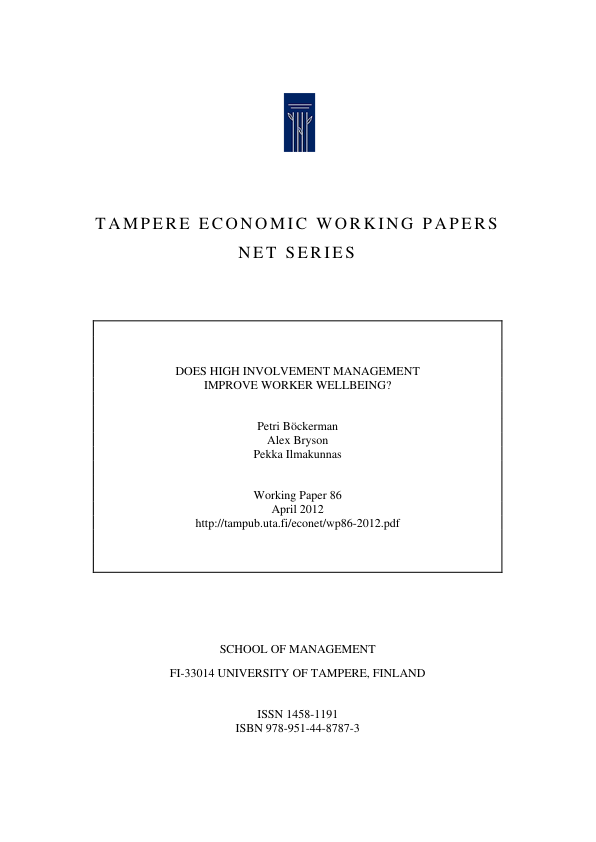 TAMPERE ECONOMIC WORKING PAPERS
NET SERIES
DOES HIGH INVOLVEMENT MANAGEMENT
IMPROVE WORKER WELLBEING?
Petri Böckerman
Alex Bryson
Pekka Ilmakunnas
Working Paper 86
April 2012
http://tampub.uta.fi/econet/wp86-2012.pdf
SCHOOL OF MANAGEMENT
FI-33014 UNIVERSITY OF TAMPERE, FINLAND
ISSN 1458-1191
ISBN 978-951-44-8787-3